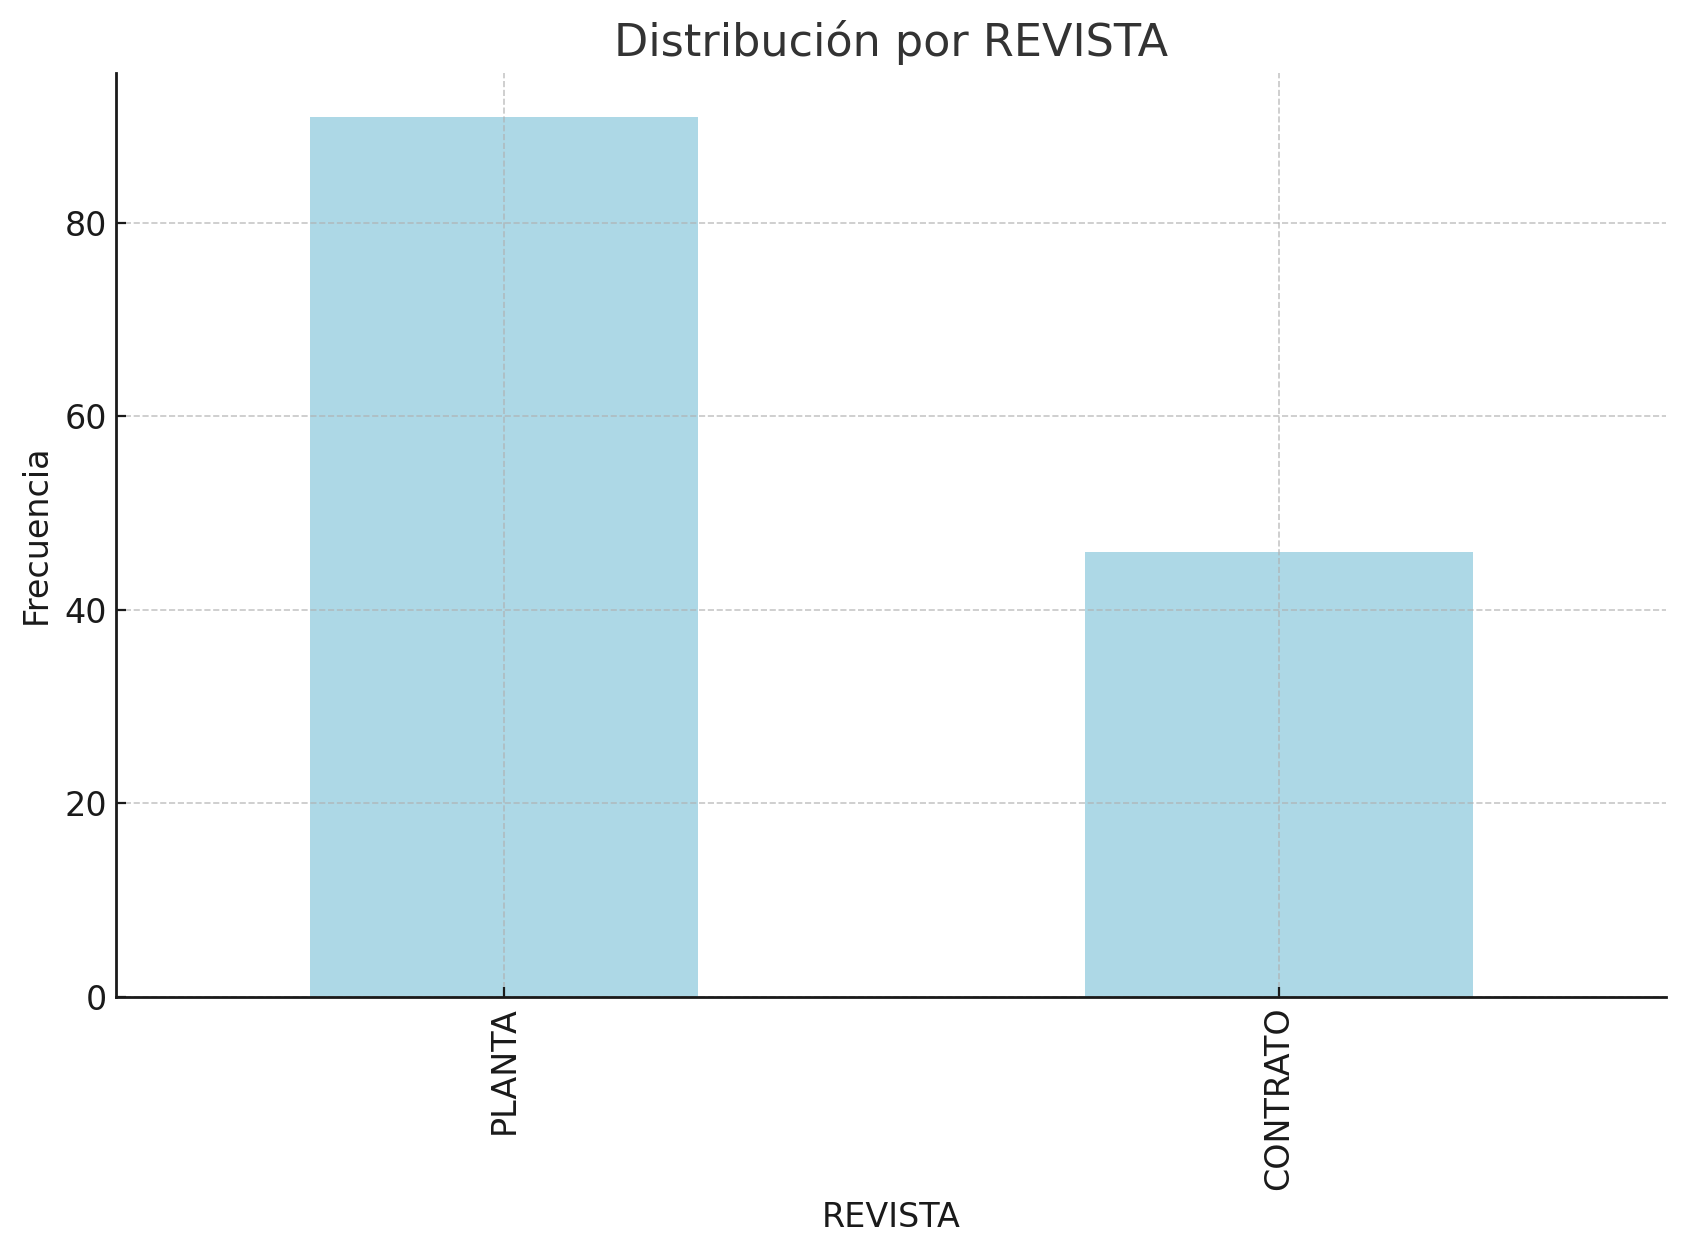 Distribución por REVISTA
Frecuencia
80
60
40
20
0
PLANTA
CONTRATO
REVISTA